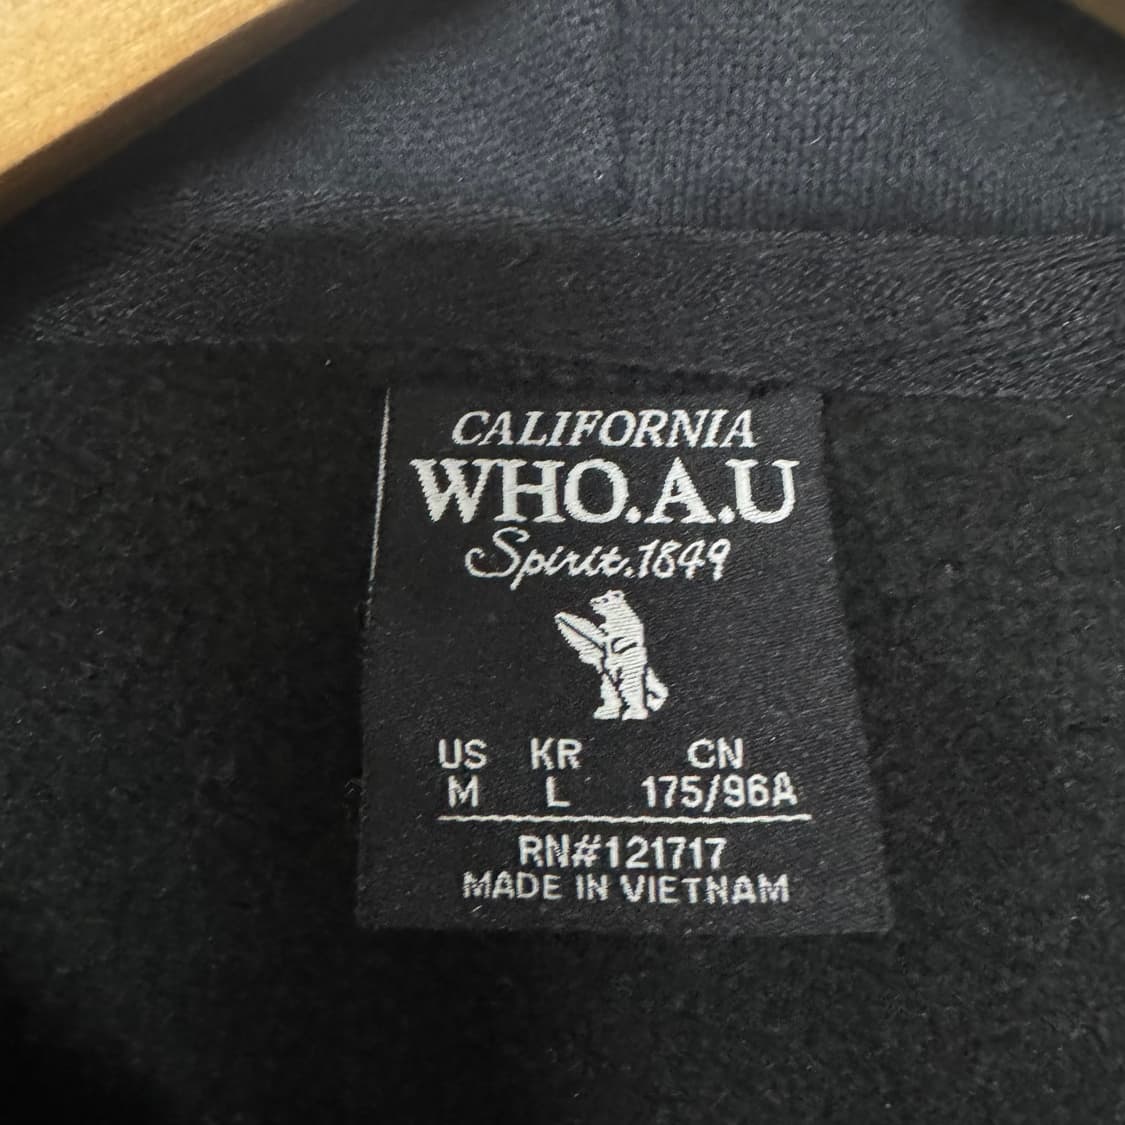 CALIFORNIA
WHO.A.U
Spirit.1849
US KR CN
M L 175/96A
RN#121717
MADE IN VIETNAM